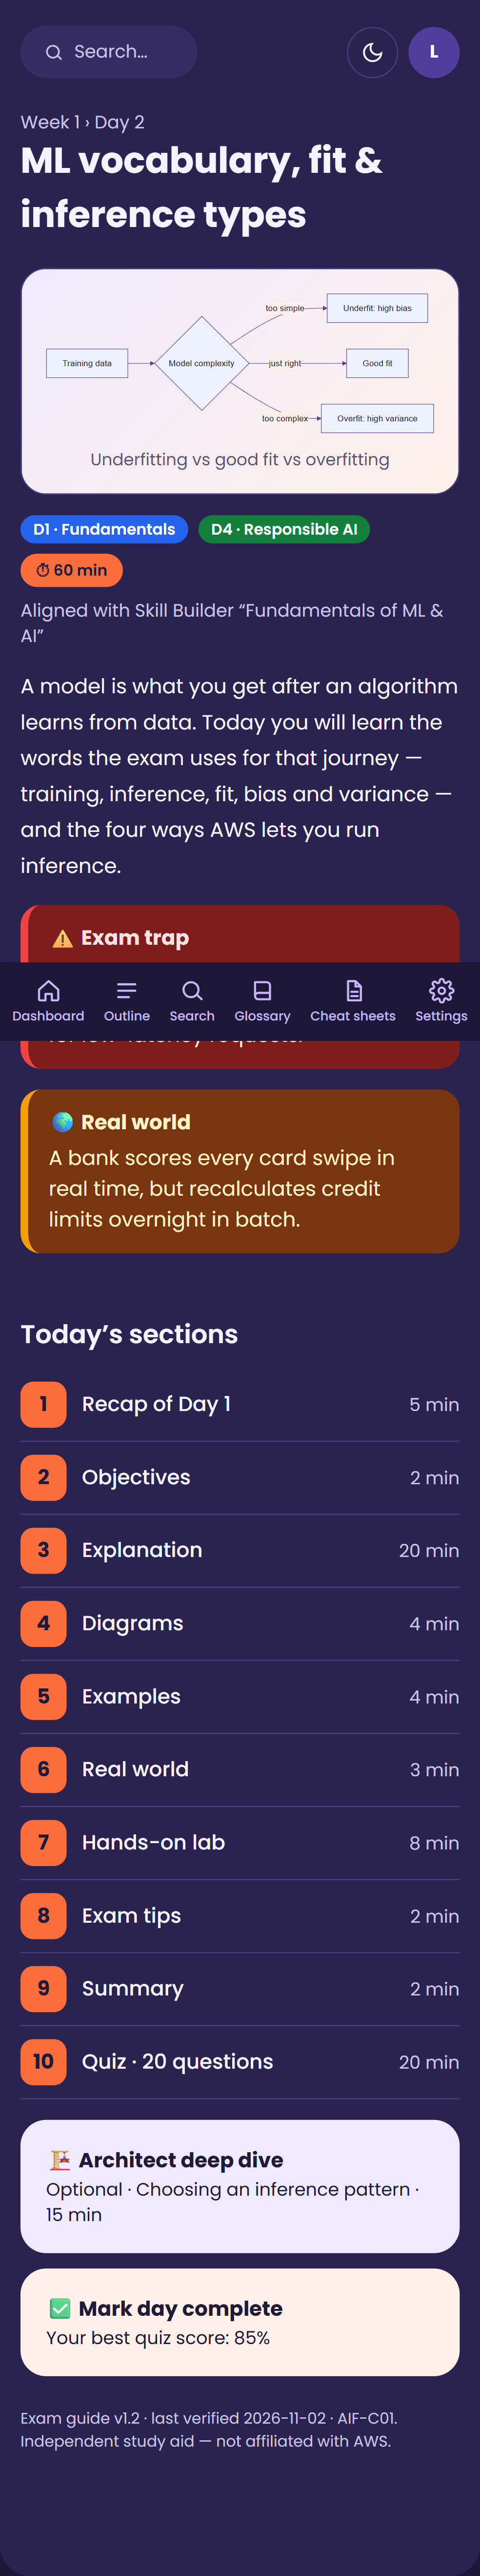 Search...
L
Week 1 › Day 2
ML vocabulary, fit &
inference types
too simple
Underfit: high bias
Training data
Model complexity
just right
Good fit
too complex
Overfit: high variance
Underfitting vs good fit vs overfitting
D1 · Fundamentals
D4 · Responsible AI
⏱ 60 min
Aligned with Skill Builder “Fundamentals of ML &
AI”
A model is what you get after an algorithm
learns from data. Today you will learn the
words the exam uses for that journey —
training, inference, fit, bias and variance —
and the four ways AWS lets you run
inference.
⚠️ Exam trap
Dashboard
Outline
Search
Glossary
Cheat sheets
Settings
🌍 Real world
A bank scores every card swipe in
real time, but recalculates credit
limits overnight in batch.
Today’s sections
1 Recap of Day 1 5 min
2 Objectives 2 min
3 Explanation 20 min
4 Diagrams 4 min
5 Examples 4 min
6 Real world 3 min
7 Hands-on lab 8 min
8 Exam tips 2 min
9 Summary 2 min
10 Quiz · 20 questions 20 min
🏗️ Architect deep dive
Optional · Choosing an inference pattern ·
15 min
✅ Mark day complete
Your best quiz score: 85%
Exam guide v1.2 · last verified 2026-11-02 · AIF-C01.
Independent study aid — not affiliated with AWS.